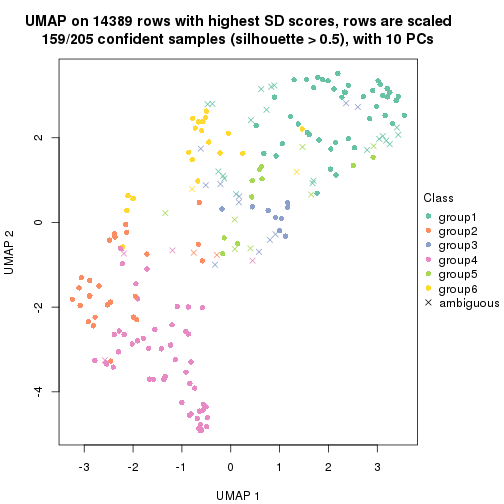 UMAP on 14389 rows with highest SD scores, rows are scaled
159/205 confident samples (silhouette > 0.5), with 10 PCs
2
0
-2
-4
UMAP 2
-3 -2 -1 0 1 2 3
UMAP 1
Class
group1
group2
group3
group4
group5
group6
ambiguous